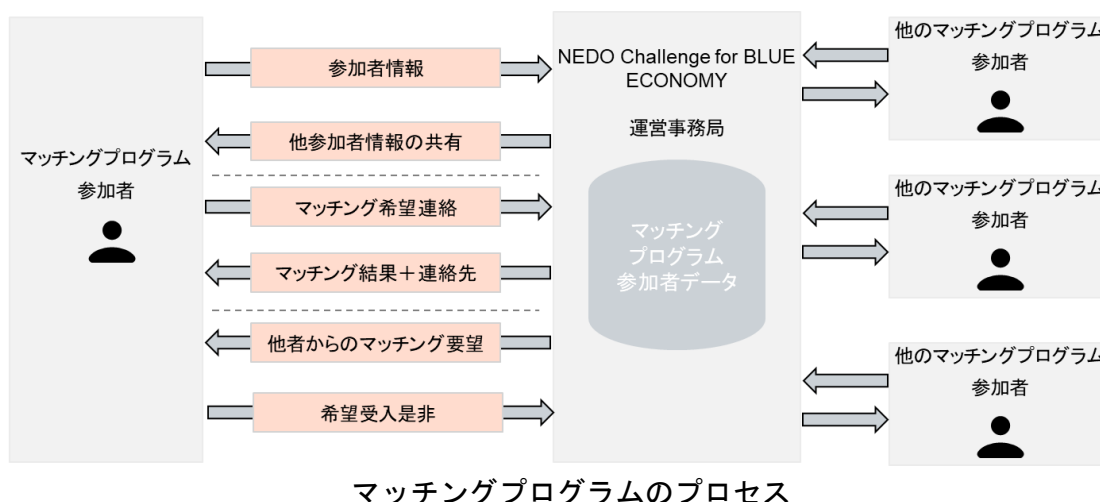 マッチングプログラム
参加者
参加者情報
他参加者情報の共有
マッチング希望連絡
マッチング結果＋連絡先
他者からのマッチング要望
希望受入是非
NEDO Challenge for BLUE
ECONOMY
運営事務局
マッチング
プログラム
参加者データ
他のマッチングプログラム
参加者
他のマッチングプログラム
参加者
他のマッチングプログラム
参加者
マッチングプログラムのプロセス